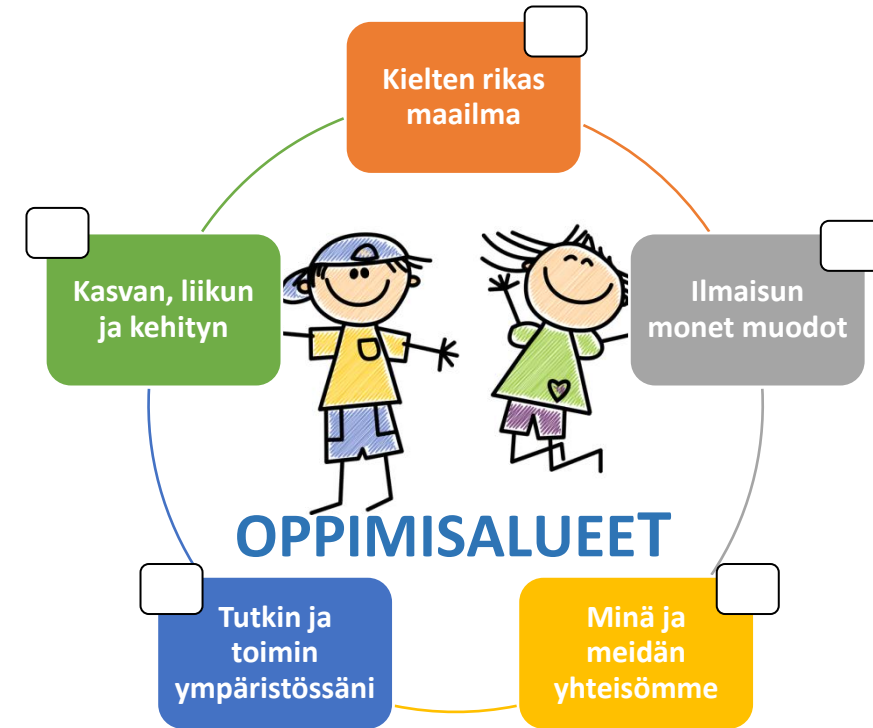 Kielten rikas
maailma
Kasvan, liikun
ja kehityn
Ilmaisun
monet muodot
OPPIMISALUEET
Tutkin ja
toimin
ympäristössäni
Minä ja
meidän
yhteisömme